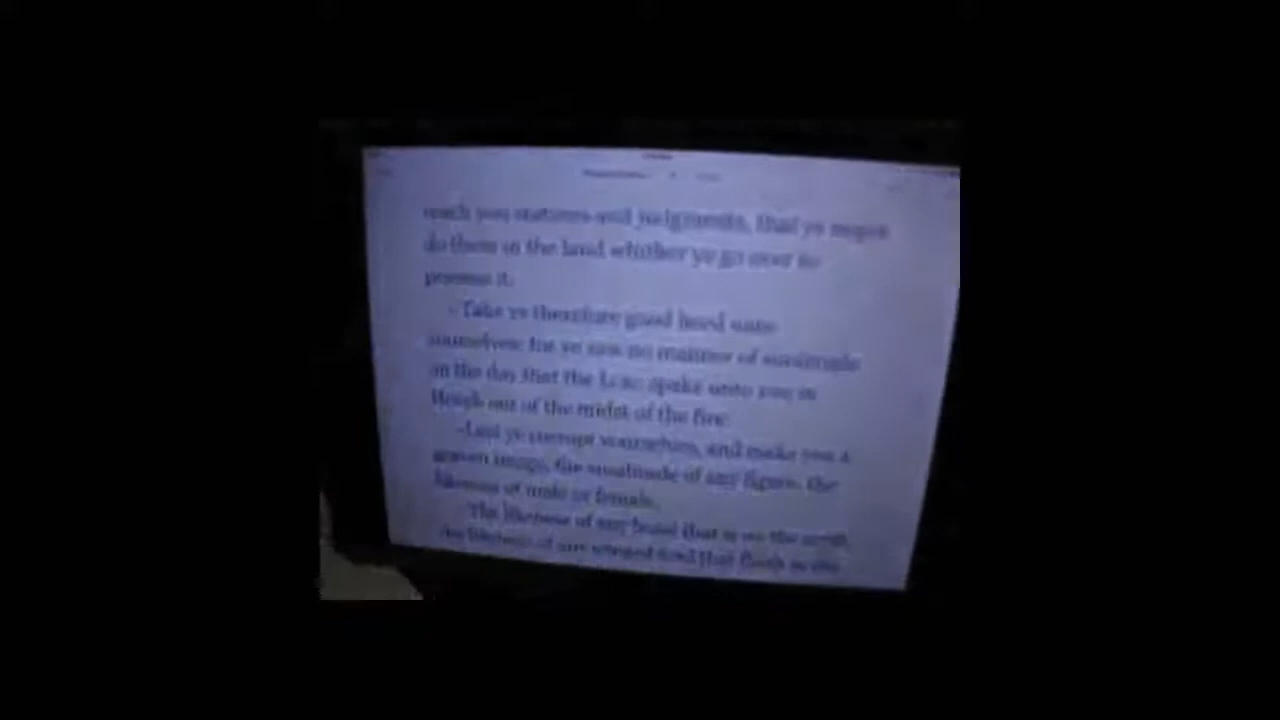 teach you statutes and judgments, that ye might
do them in the land whither ye go over to
possess it.
Take ye therefore good heed unto
yourselves; for ye saw no manner of similitude
on the day that the LORD spake unto you in
Horeb out of the midst of the fire:
Lest ye corrupt yourselves, and make you a
graven image, the similitude of any figure, the
likeness of male or female,
The likeness of any beast that is on the earth,
the likeness of any winged fowl that flieth in the